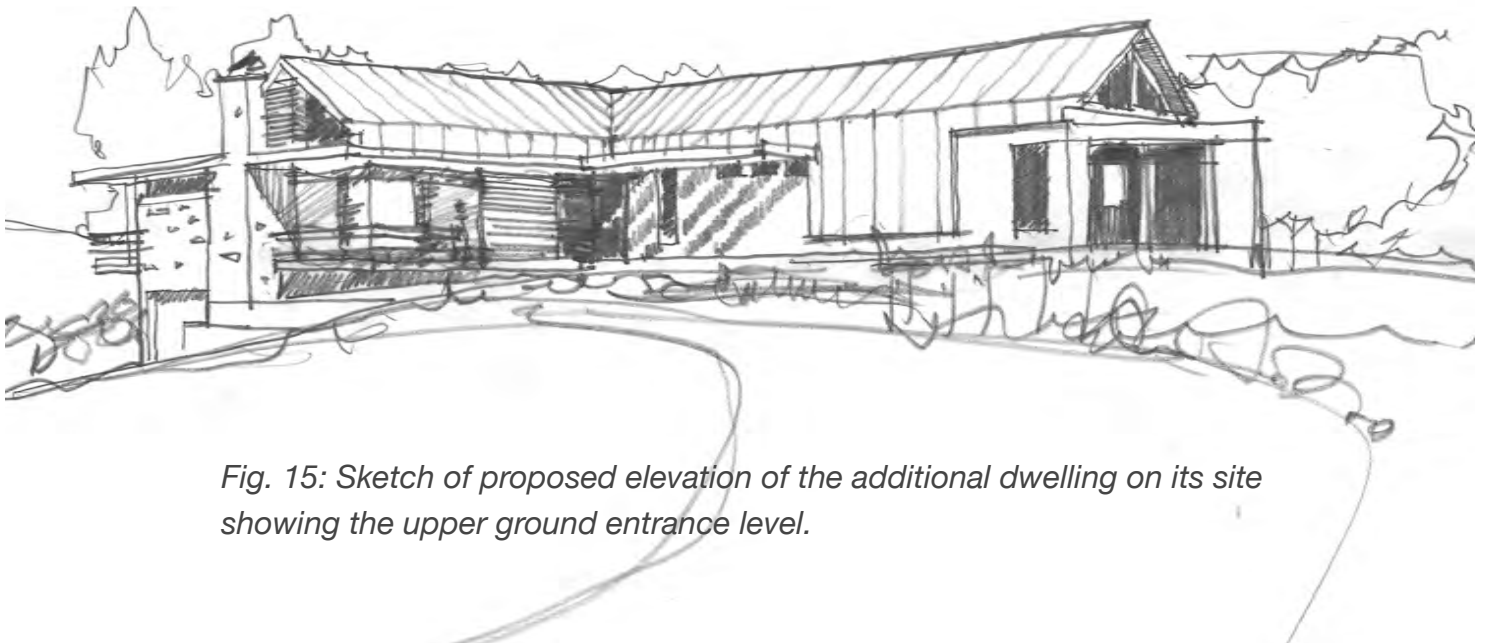 Fig. 15: Sketch of proposed elevation of the additional dwelling on its site
showing the upper ground entrance level.